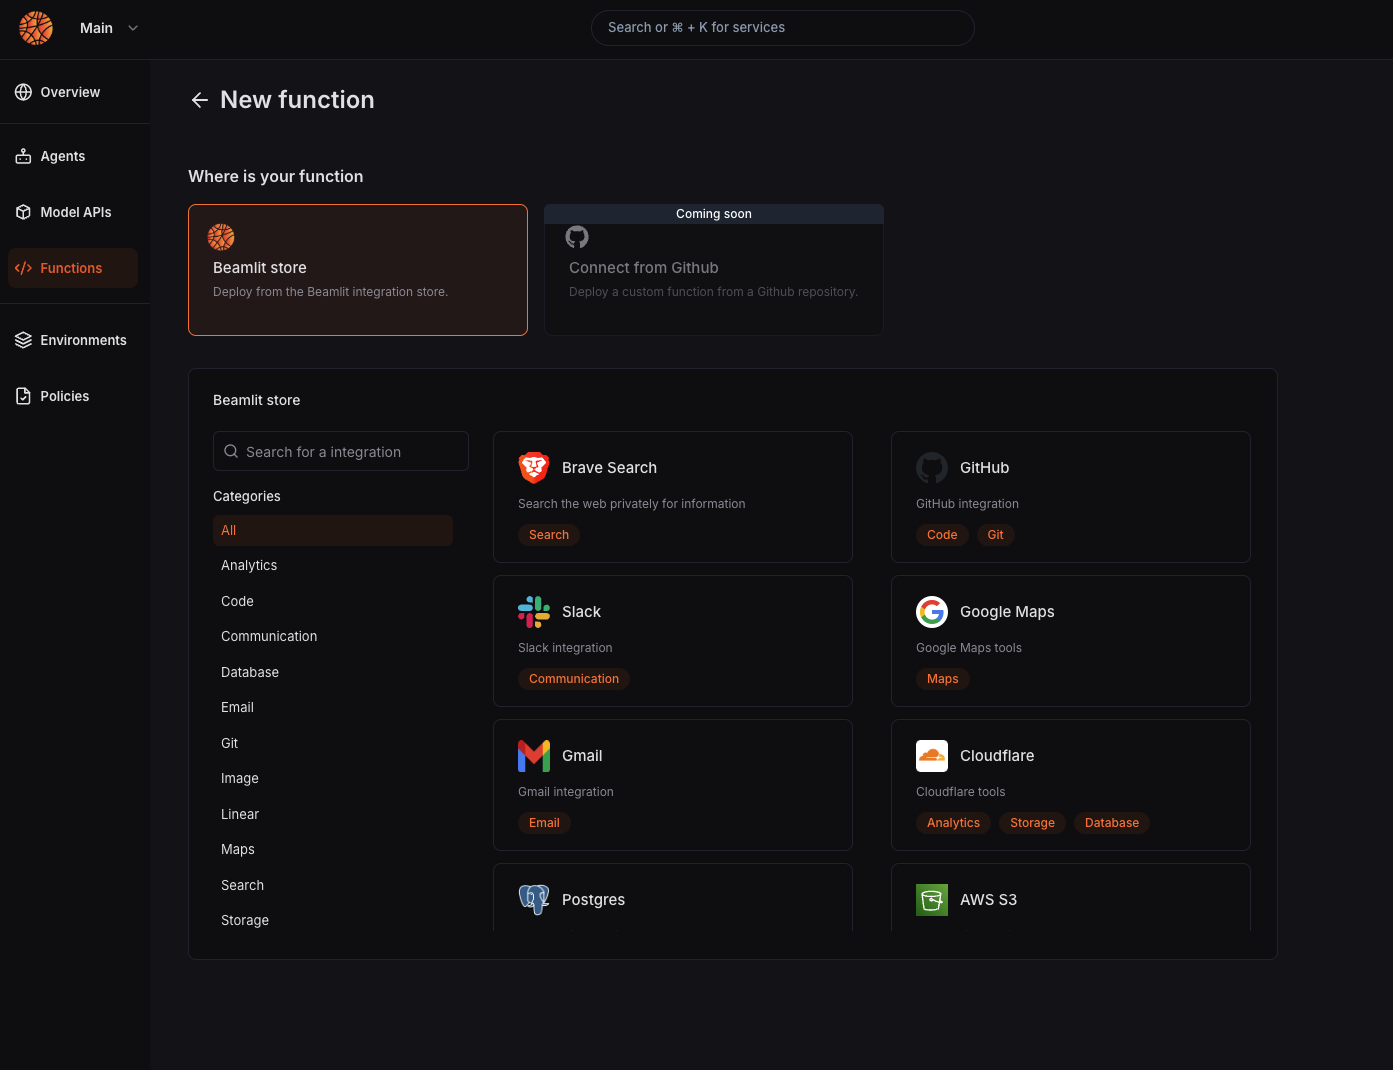 Main
Search or ⌘ + K for services
Overview
Agents
Model APIs
Functions
Environments
Policies
New function
Where is your function
Beamlit store
Deploy from the Beamlit integration store.
Coming soon
Connect from Github
Deploy a custom function from a Github repository.
Beamlit store
Search for a integration
Categories
All
Analytics
Code
Communication
Database
Email
Git
Image
Linear
Maps
Search
Storage
Brave Search
Search the web privately for information
Search
GitHub
GitHub integration
Code Git
Slack
Slack integration
Communication
Google Maps
Google Maps tools
Maps
Gmail
Gmail integration
Email
Cloudflare
Cloudflare tools
Analytics Storage Database
Postgres
AWS S3